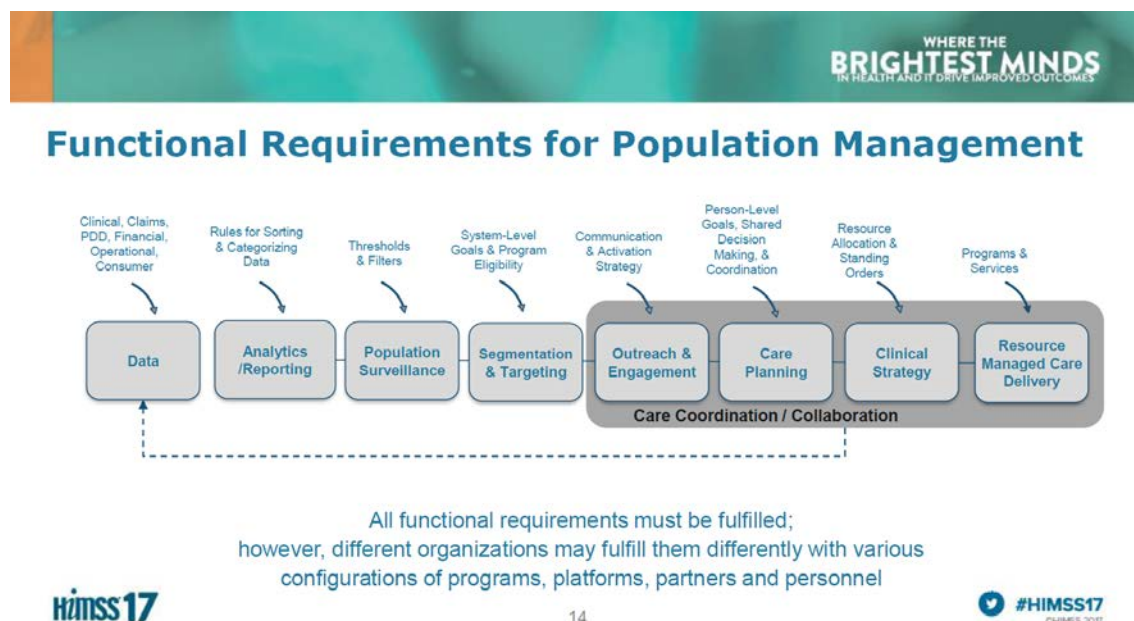 WHERE THE
BRIGHTEST MINDS
IN HEALTH AND IT DRIVE IMPROVED OUTCOMES
Functional Requirements for Population Management
Clinical, Claims,
PDD, Financial,
Operational,
Consumer
Rules for Sorting
& Categorizing
Data
Thresholds
& Filters
System-Level
Goals & Program
Eligibility
Communication
& Activation
Strategy
Person-Level
Goals, Shared
Decision
Making, &
Coordination
Resource
Allocation &
Standing
Orders
Programs &
Services
Data
Analytics
/Reporting
Population
Surveillance
Segmentation
& Targeting
Outreach &
Engagement
Care
Planning
Clinical
Strategy
Resource
Managed Care
Delivery
Care Coordination / Collaboration
All functional requirements must be fulfilled;
however, different organizations may fulfill them differently with various
configurations of programs, platforms, partners and personnel
HIMSS17
14
#HIMSS17